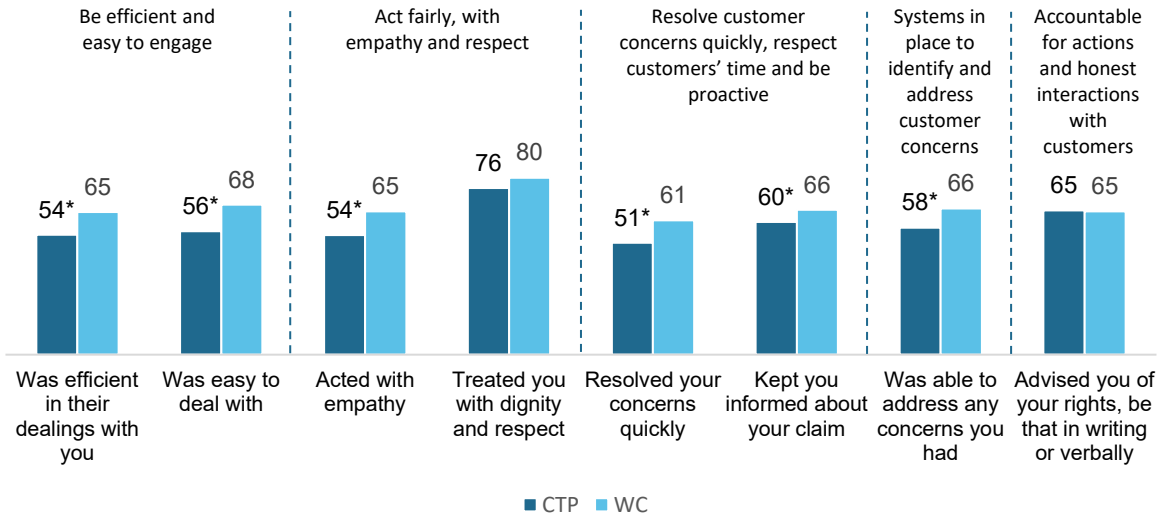 Be efficient and
easy to engage
Act fairly, with
empathy and respect
Resolve customer
concerns quickly, respect
customers’ time and be
proactive
Systems in
place to
identify and
address
customer
concerns
Accountable
for actions
and honest
interactions
with
customers
54* 65
56* 68
54* 65
76 80
51* 61
60* 66
58* 66
65 65
Was efficient
in their
dealings with
you
Was easy to
deal with
Acted with
empathy
Treated you
with dignity
and respect
Resolved your
concerns
quickly
Kept you
informed about
your claim
Was able to
address any
concerns you
had
Advised you of
your rights, be
that in writing
or verbally
CTP WC